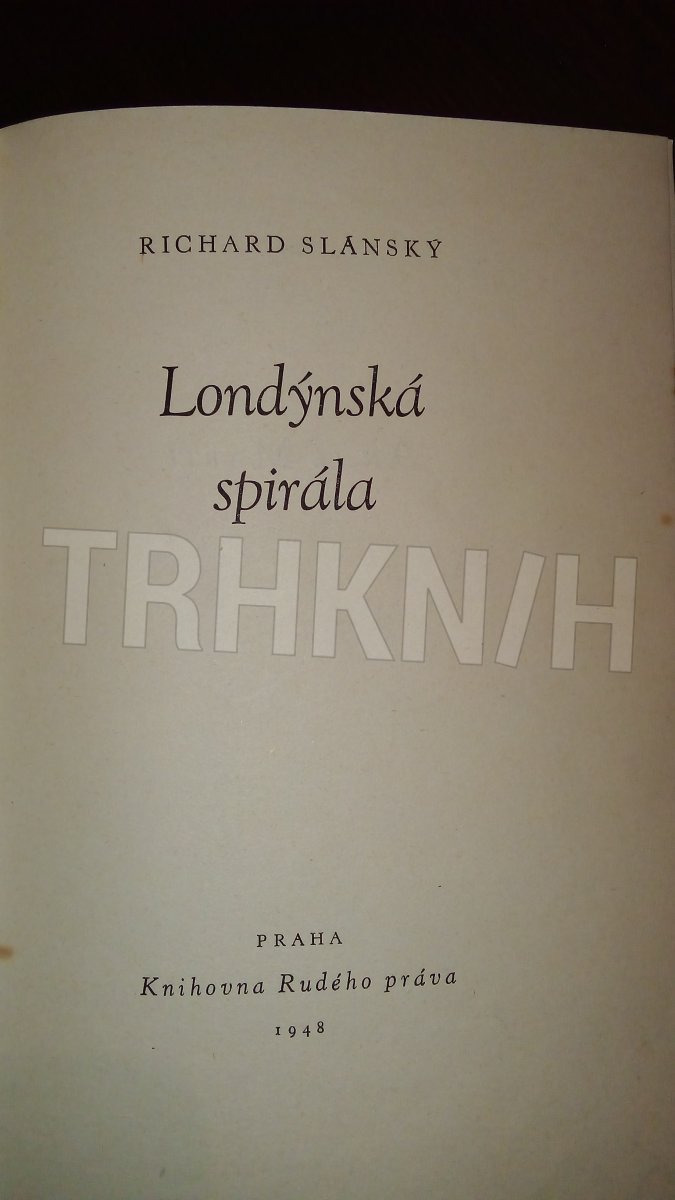 RICHARD SLÁNSKÝ
Londýnská
spirála
TRHKNIH
PRAHA
Knihovna Rudého práva
1948